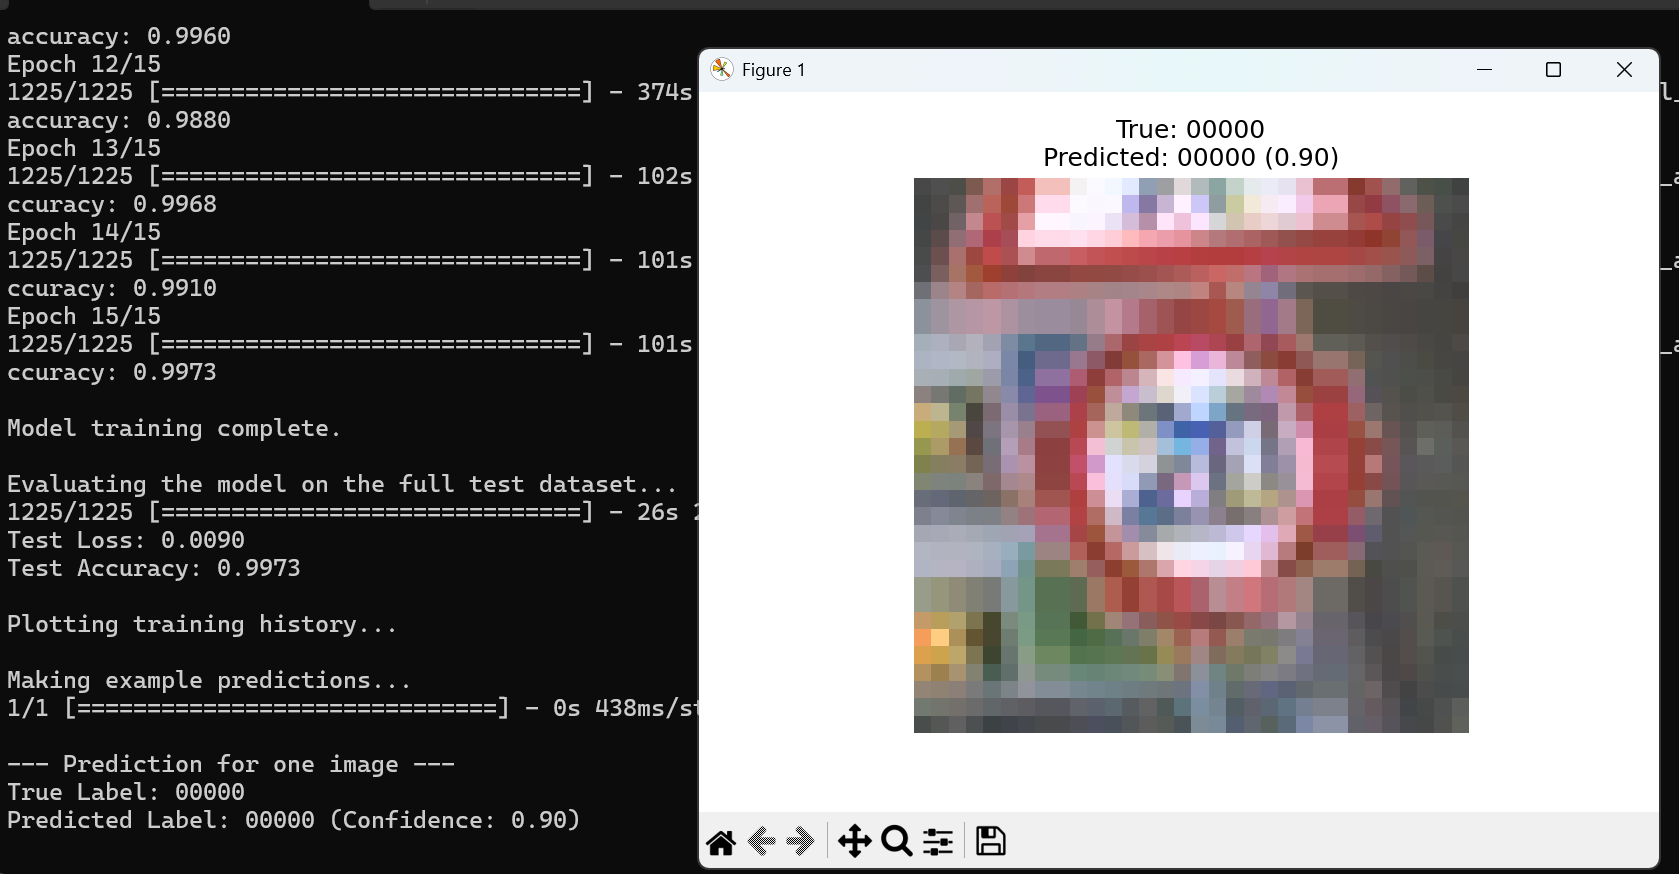 accuracy: 0.9960
Epoch 12/15
1225/1225 [==============================] - 374s
accuracy: 0.9880
Epoch 13/15
1225/1225 [==============================] - 102s
ccuracy: 0.9968
Epoch 14/15
1225/1225 [==============================] - 101s
ccuracy: 0.9910
Epoch 15/15
1225/1225 [==============================] - 101s
ccuracy: 0.9973
Model training complete.
Evaluating the model on the full test dataset...
1225/1225 [==============================] - 26s
Test Loss: 0.0090
Test Accuracy: 0.9973
Plotting training history...
Making example predictions...
1/1 [==============================] - 0s 438ms/st
--- Prediction for one image ---
True Label: 00000
Predicted Label: 00000 (Confidence: 0.90)
Figure 1
True: 00000
Predicted: 00000 (0.90)